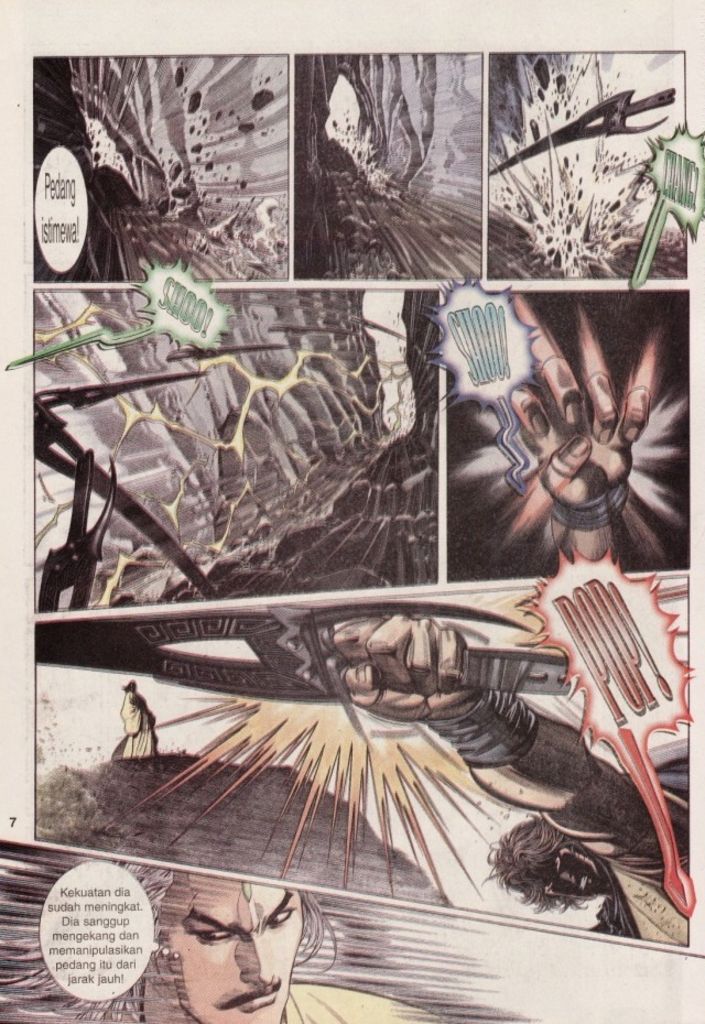 Pedang
istimewa!
CHANG!
SHOO!
SHOO!
POP!
7
Kekuatan dia
sudah meningkat.
Dia sanggup
mengekang dan
memanipulasikan
pedang itu dari
jarak jauh!